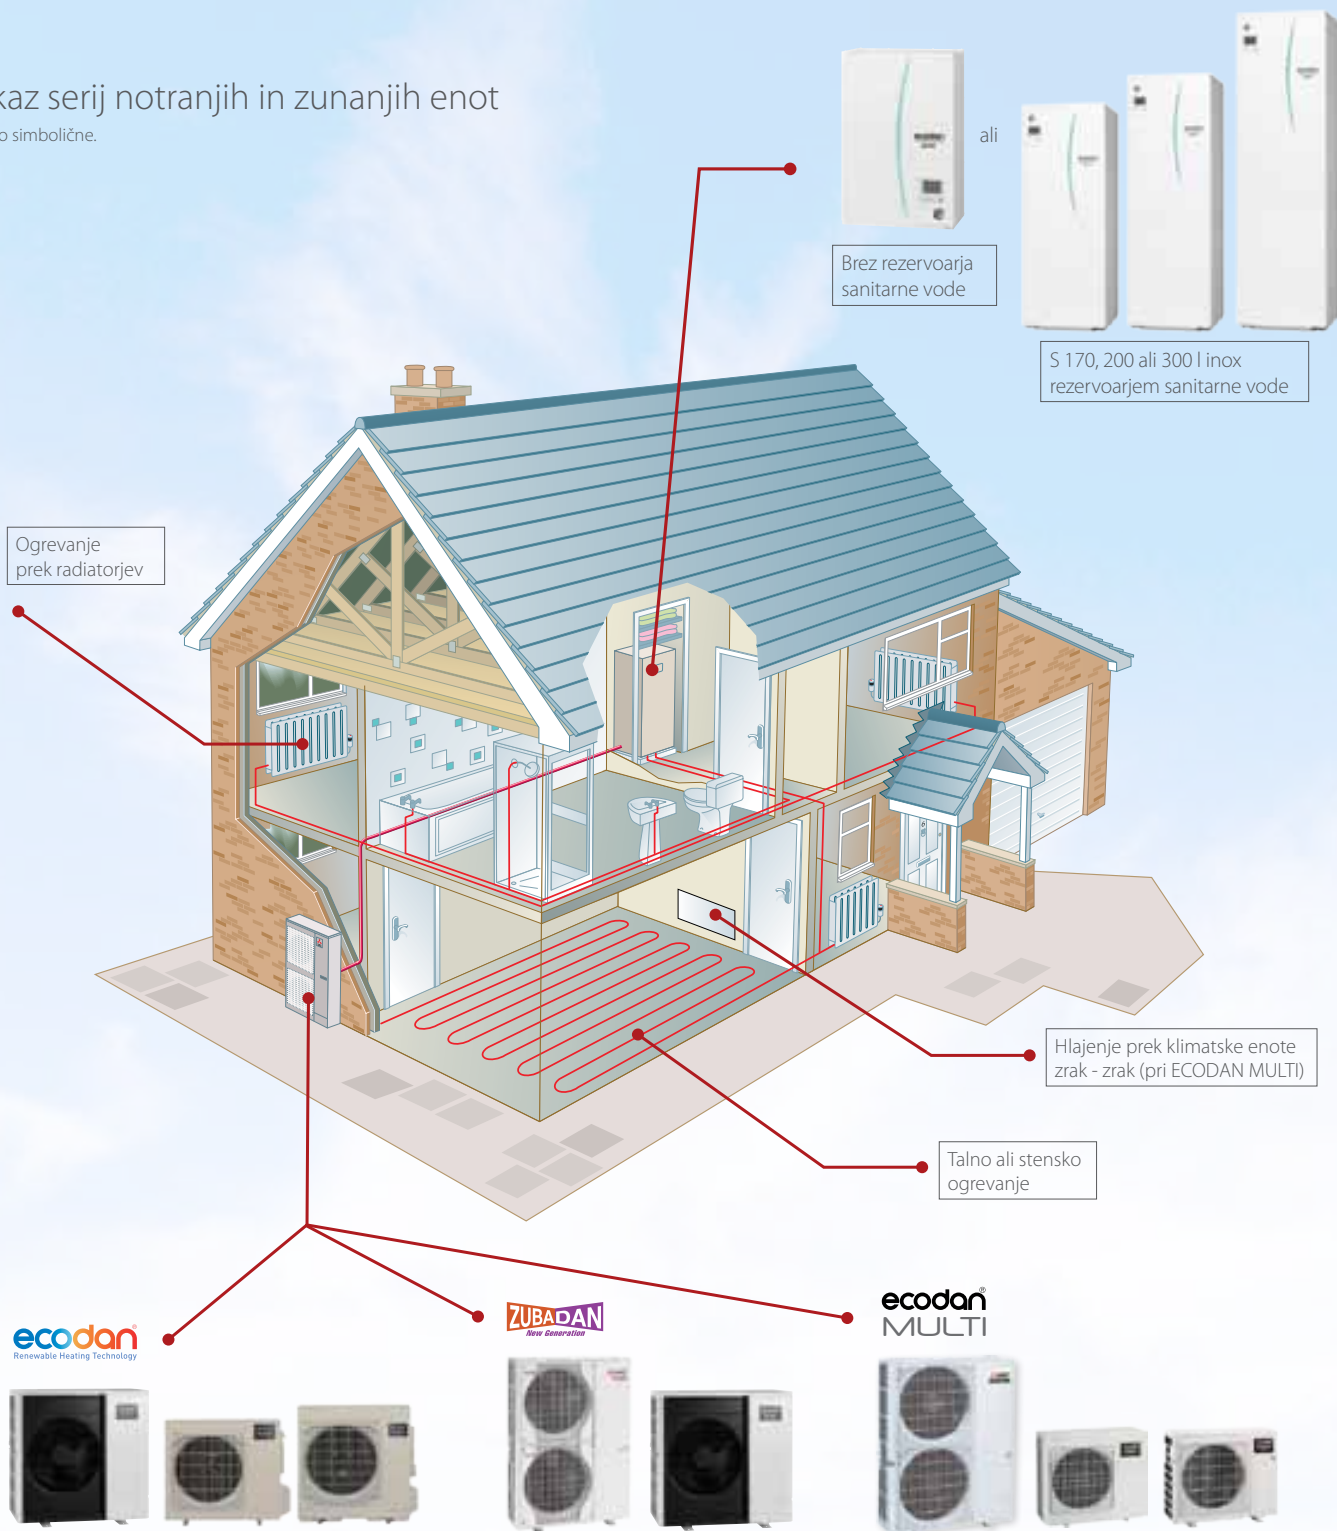 kaz serij notranjih in zunanjih enot
o simbolične.
ali
Brez rezervoarja
sanitarne vode
S 170, 200 ali 300 l inox
rezervoarjem sanitarne vode
Ogrevanje
prek radiatorjev
Hlajenje prek klimatske enote
zrak - zrak (pri ECODAN MULTI)
Talno ali stensko
ogrevanje
ecodan®
Renewable Heating Technology
ZUBADAN
New Generation
ecodan®
MULTI